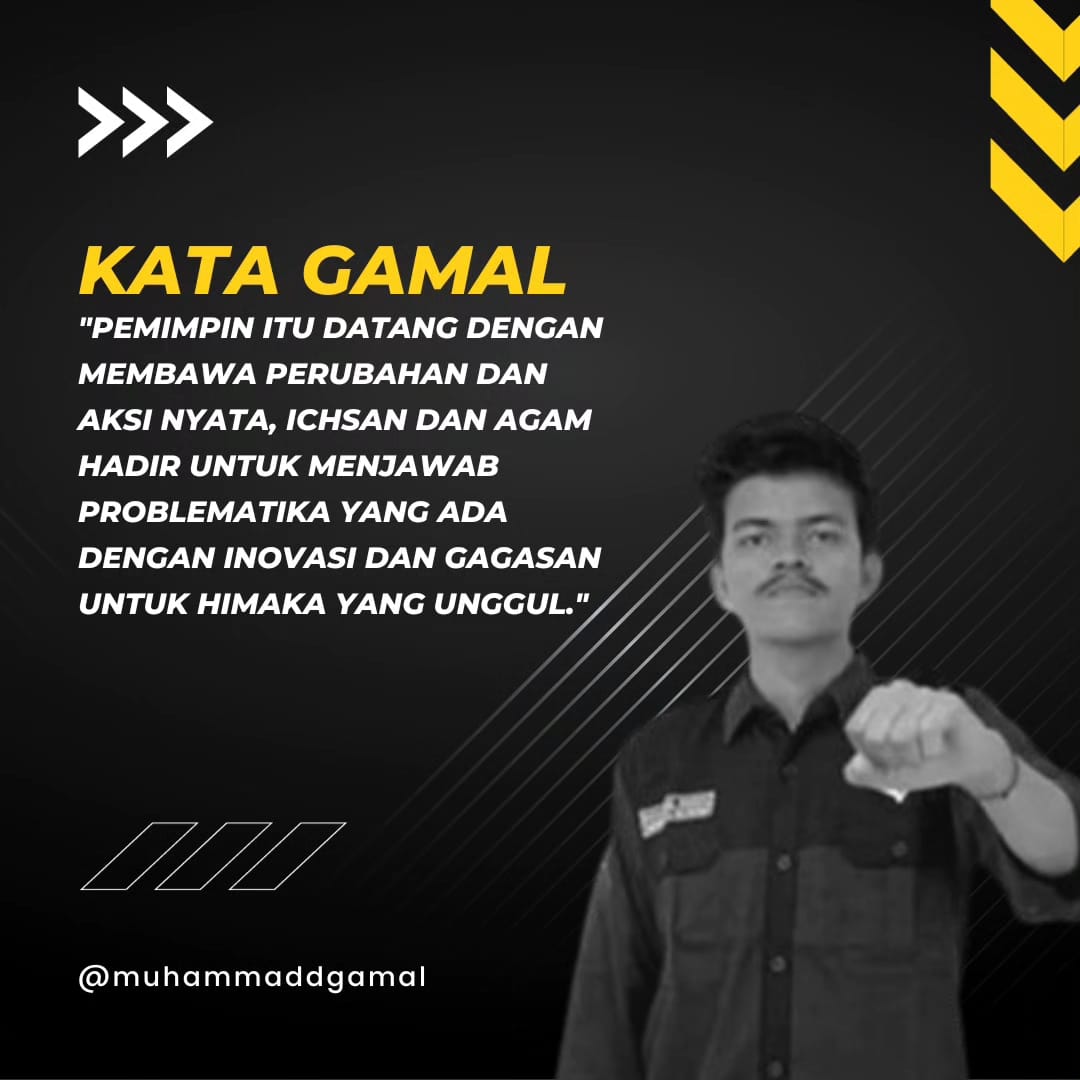 KATA GAMAL
"PEMIMPIN ITU DATANG DENGAN
MEMBAWA PERUBAHAN DAN
AKSI NYATA, ICHSAN DAN AGAM
HADIR UNTUK MENJAWAB
PROBLEMATIKA YANG ADA
DENGAN INOVASI DAN GAGASAN
UNTUK HIMAKA YANG UNGGUL."
@muhammaddgamal